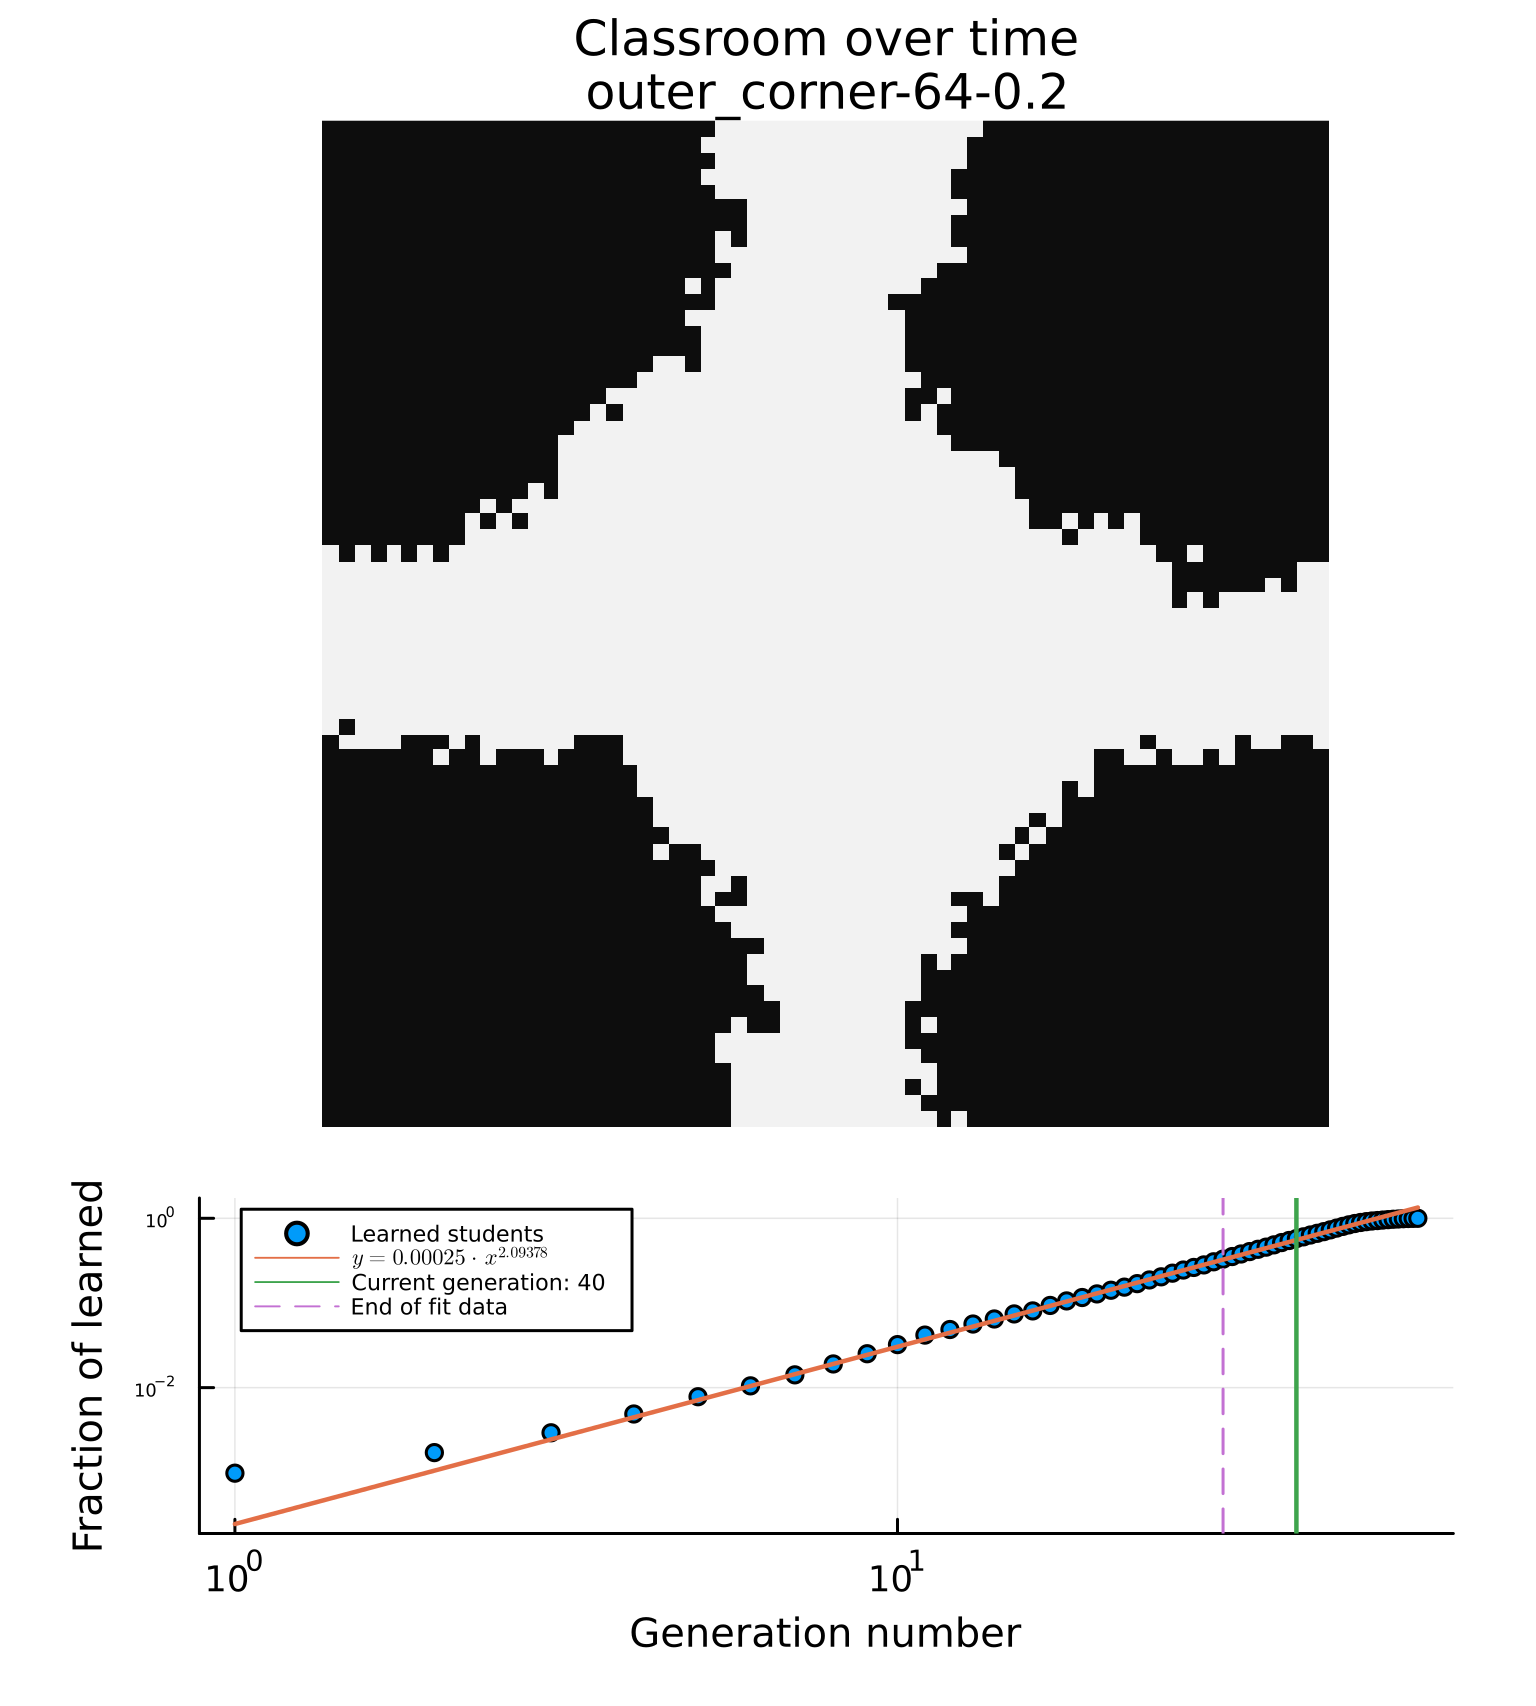 Classroom over time
outer_corner-64-0.2
Fraction of learned
10^0
10^-2
Learned students
y = 0.00025 · x^2.09378
Current generation: 40
End of fit data
10^0
10^1
Generation number